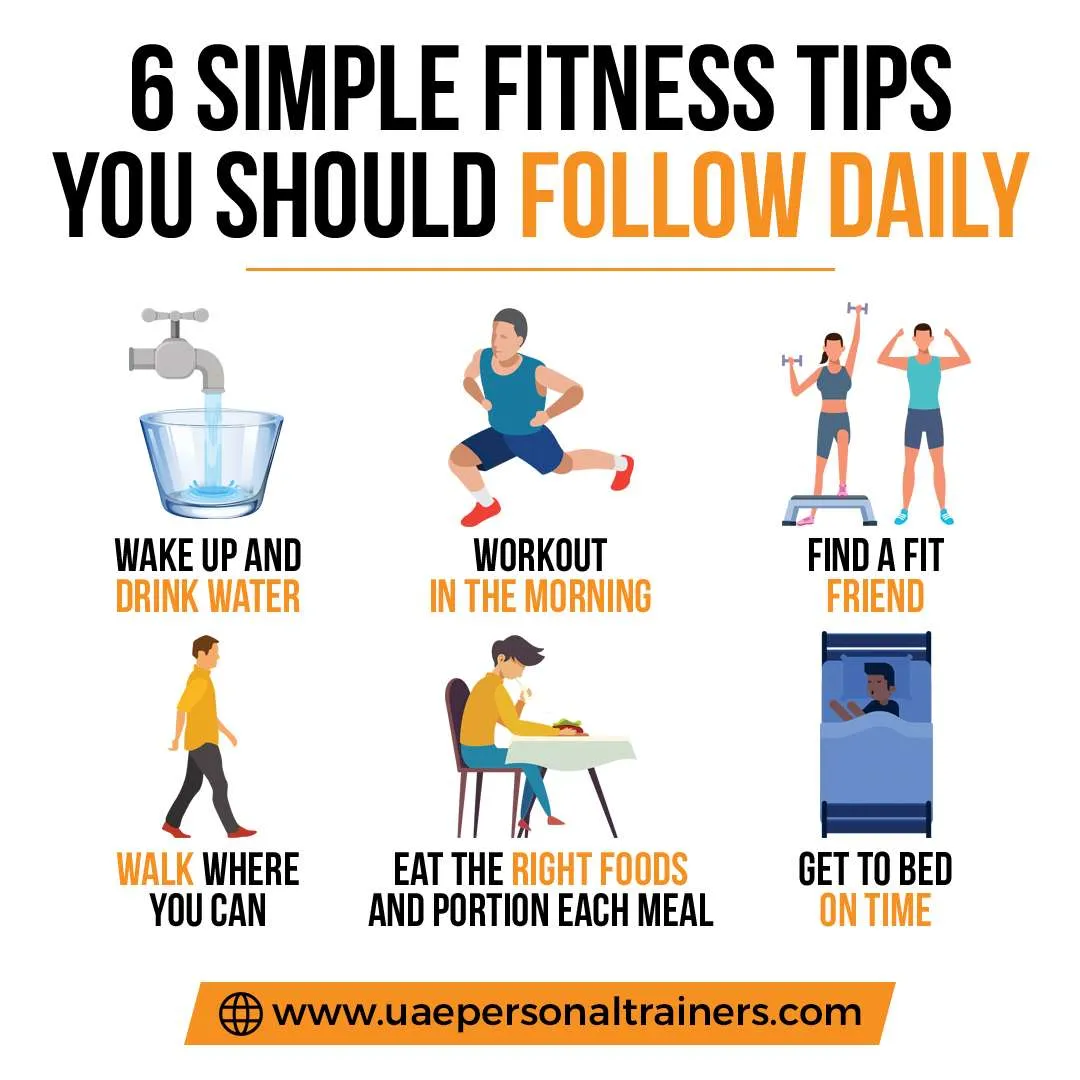 6 SIMPLE FITNESS TIPS
YOU SHOULD FOLLOW DAILY
WAKE UP AND
DRINK WATER
WORKOUT
IN THE MORNING
FIND A FIT
FRIEND
WALK WHERE
YOU CAN
EAT THE RIGHT FOODS
AND PORTION EACH MEAL
GET TO BED
ON TIME
www.uaepersonaltrainers.com